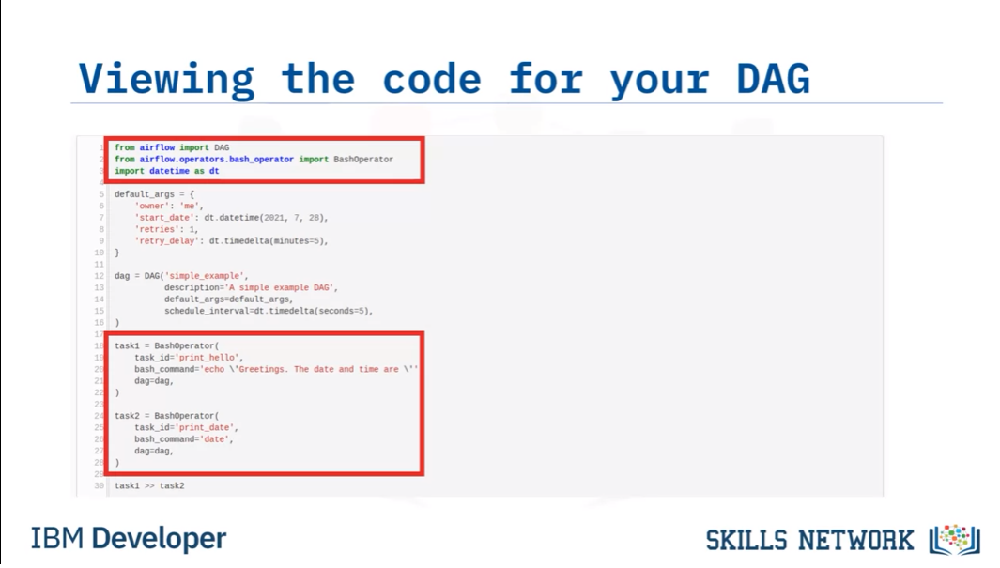 Viewing the code for your DAG
1 from airflow import DAG
2 from airflow.operators.bash_operator import BashOperator
3 import datetime as dt
4
5 default_args = {
6     'owner': 'me',
7     'start_date': dt.datetime(2021, 7, 28),
8     'retries': 1,
9     'retry_delay': dt.timedelta(minutes=5),
10 }
11
12 dag = DAG('simple_example',
13           description='A simple example DAG',
14           default_args=default_args,
15           schedule_interval=dt.timedelta(seconds=5),
16 )
17
18 task1 = BashOperator(
19     task_id='print_hello',
20     bash_command='echo \'Greetings. The date and time are \''
21     dag=dag,
22 )
23
24 task2 = BashOperator(
25     task_id='print_date',
26     bash_command='date',
27     dag=dag,
28 )
29
30 task1 >> task2
IBM Developer
SKILLS NETWORK